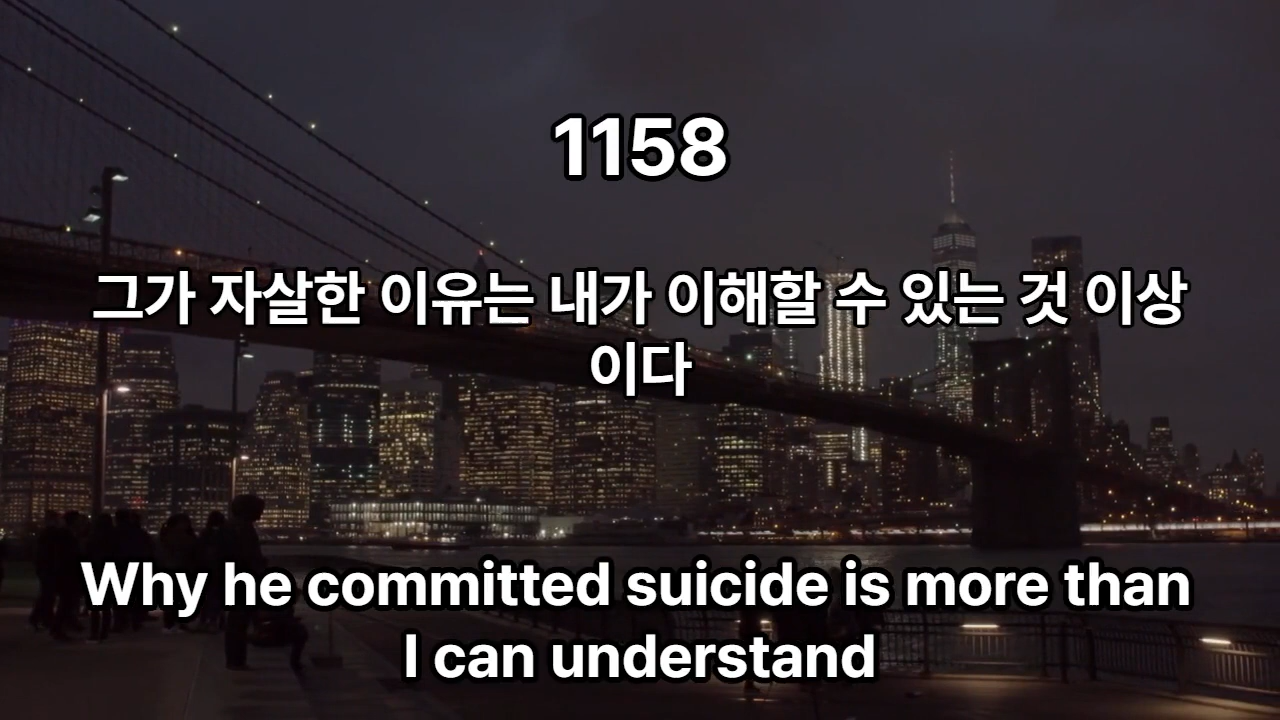 1158
그가 자살한 이유는 내가 이해할 수 있는 것 이상
이다
Why he committed suicide is more than
I can understand